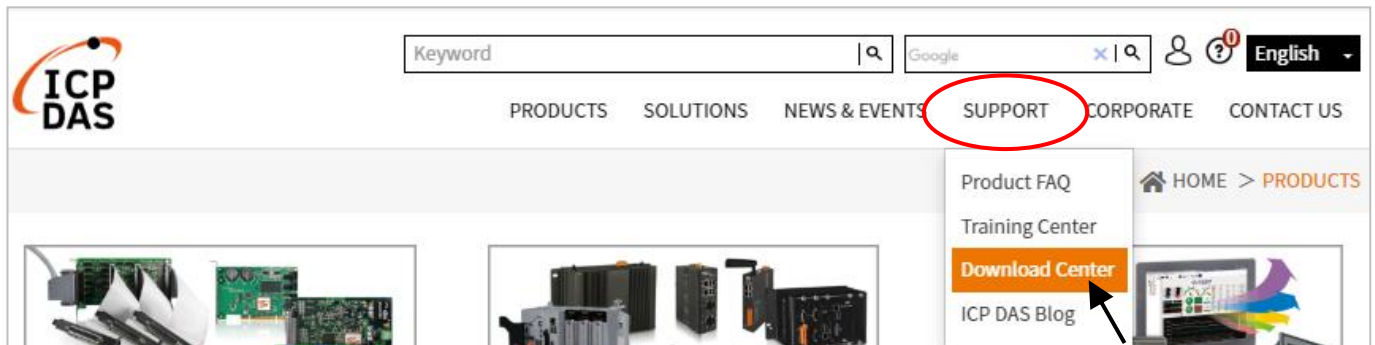 ICP
DAS
Keyword
Google
0
English
PRODUCTS SOLUTIONS NEWS & EVENTS SUPPORT CORPORATE CONTACT US
HOME > PRODUCTS
Product FAQ
Training Center
Download Center
ICP DAS Blog